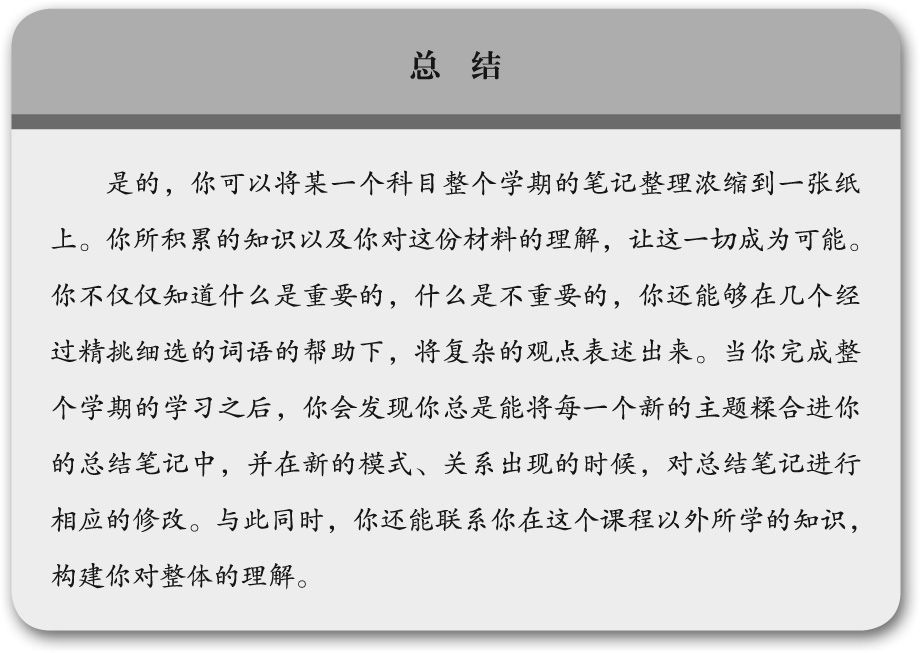 总 结
是的，你可以将某一个科目整个学期的笔记整理浓缩到一张纸
上。你所积累的知识以及你对这份材料的理解，让这一切成为可能。
你不仅仅知道什么是重要的，什么是不重要的，你还能够在几个经
过精挑细选的词语的帮助下，将复杂的观点表述出来。当你完成整
个学期的学习之后，你会发现你总是能将每一个新的主题糅合进你
的总结笔记中，并在新的模式、关系出现的时候，对总结笔记进行
相应的修改。与此同时，你还能联系你在这个课程以外所学的知识，
构建你对整体的理解。